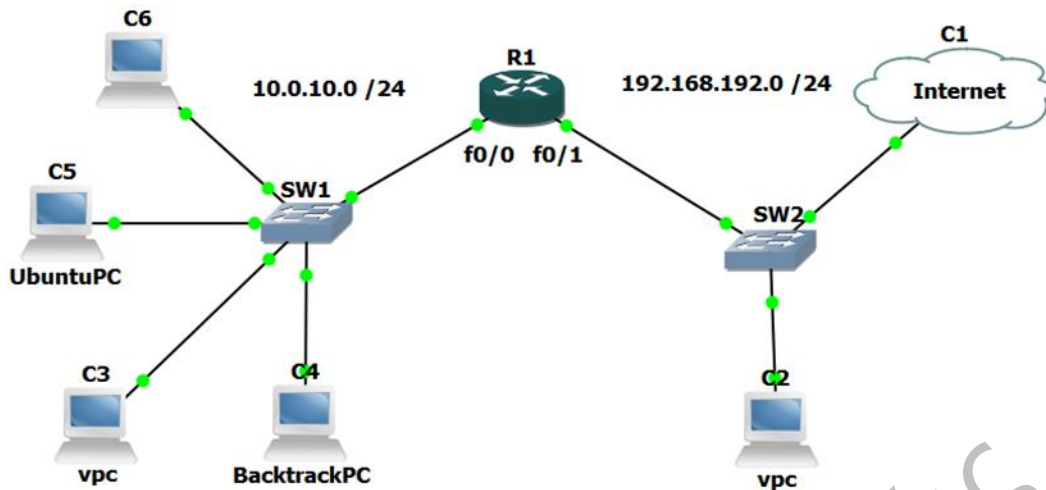 C6
10.0.10.0 /24
R1
192.168.192.0 /24
C1
Internet
f0/0 f0/1
C5
UbuntuPC
SW1
SW2
C3
vpc
C4
BacktrackPC
C2
vpc